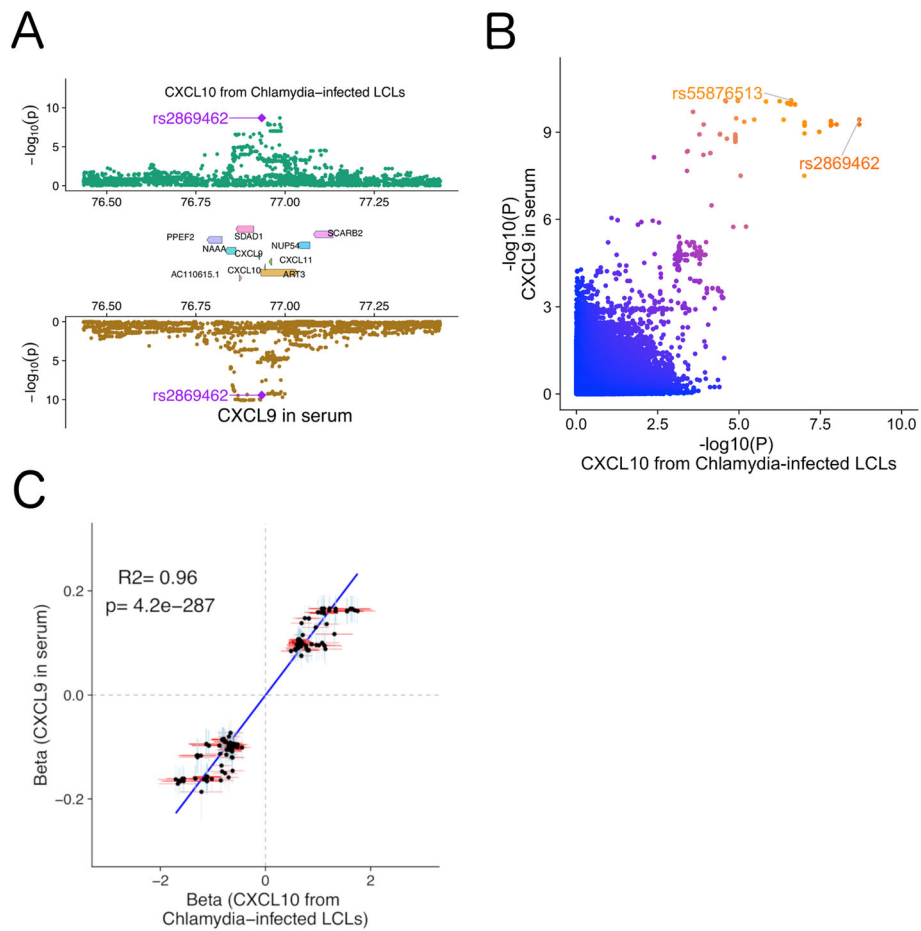 A
CXCL10 from Chlamydia-infected LCLs
rs2869462
-log10(p)
10
5
0
76.50 76.75 77.00 77.25
PPEF2 SDAD1 SCARB2
NAAA NUP54
CXCL9
CXCL11
CXCL10
AC110615.1 ART3
76.50 76.75 77.00 77.25
0
5
10
-log10(p)
rs2869462
CXCL9 in serum
B
rs55876513
rs2869462
-log10(P)
CXCL9 in serum
9
6
3
0
0.0 2.5 5.0 7.5 10.0
-log10(P)
CXCL10 from Chlamydia-infected LCLs
C
R2= 0.96
p= 4.2e-287
Beta (CXCL9 in serum)
0.2
0.0
−0.2
−2 0 2
Beta (CXCL10 from
Chlamydia-infected LCLs)